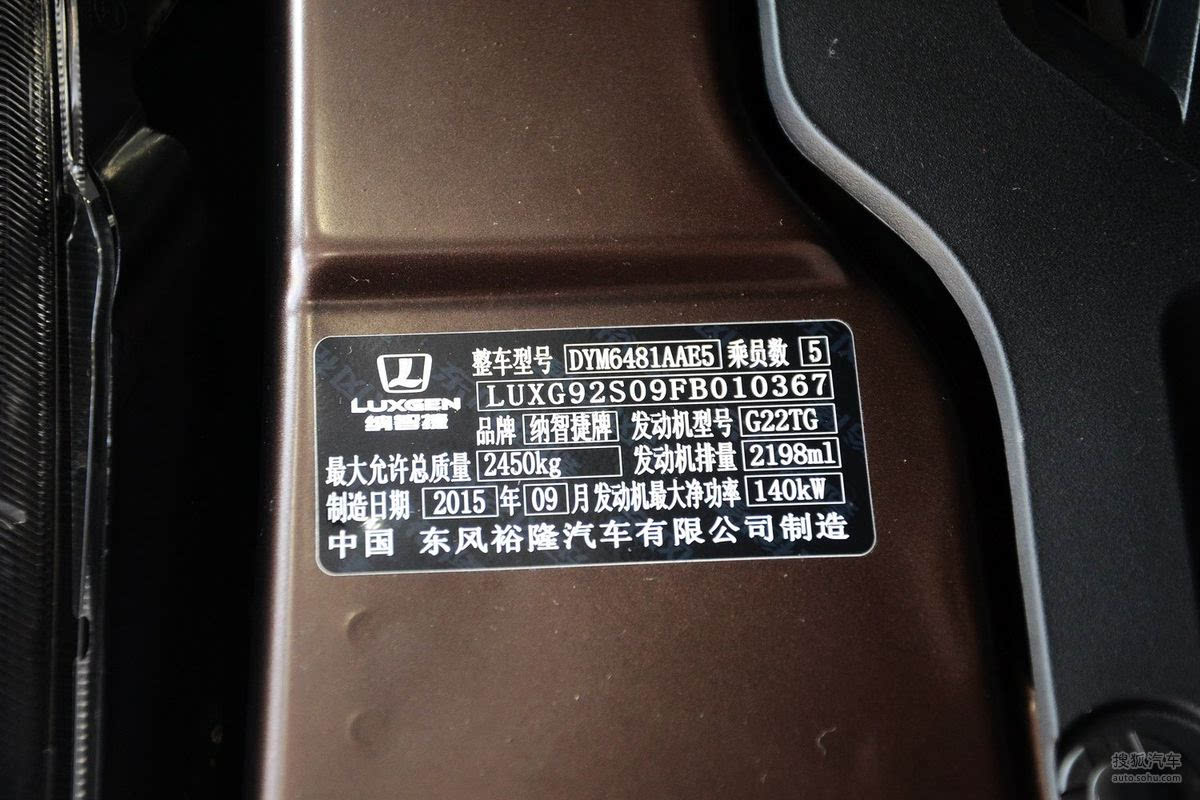 LUXGEN
纳智捷
整车型号 DYM6481AAE5 乘员数 5
LUXG92S09FB010367
品牌 纳智捷牌 发动机型号 G22TG
最大允许总质量 2450kg 发动机排量 2198ml
制造日期 2015 年 09 月 发动机最大净功率 140kW
中国 东风裕隆汽车有限公司制造
搜狐汽车
auto.sohu.com